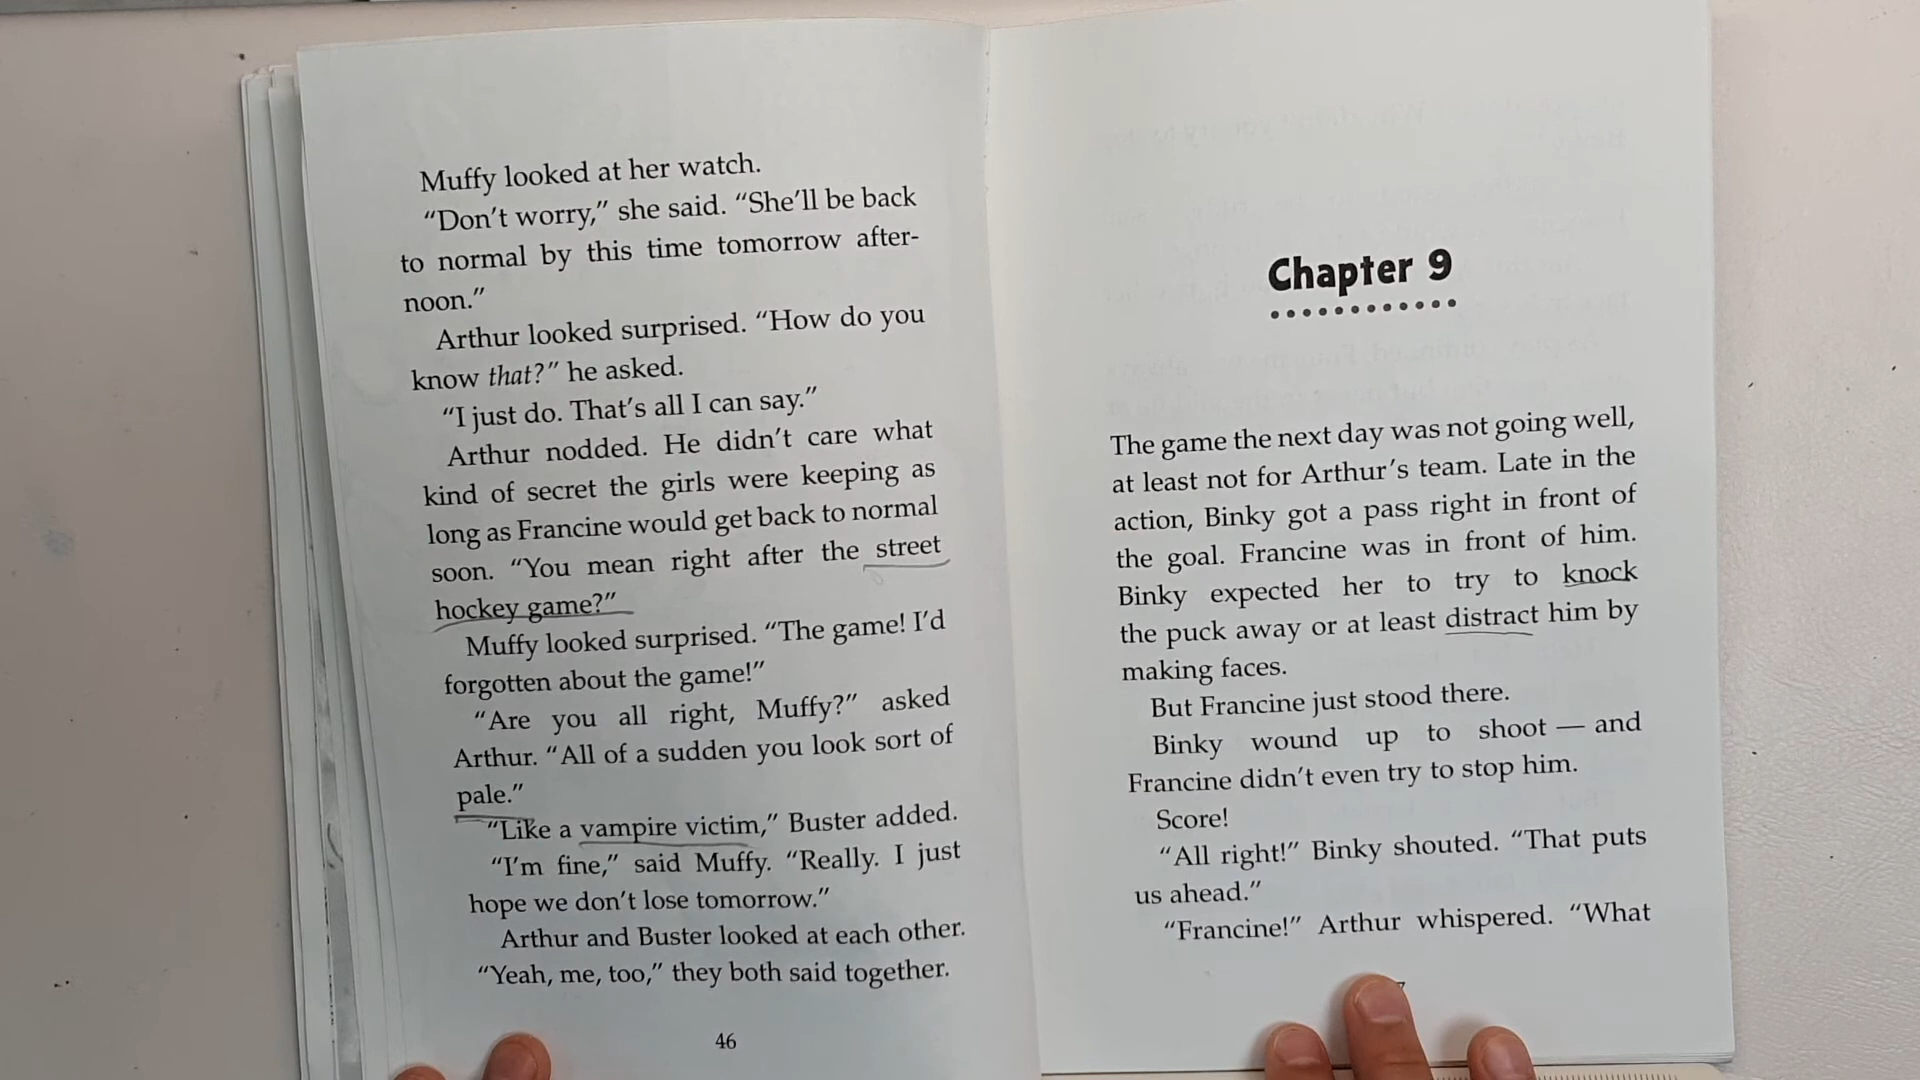 Muffy looked at her watch.
“Don’t worry,” she said. “She’ll be back
to normal by this time tomorrow after-
noon.”
Arthur looked surprised. “How do you
know that?” he asked.
“I just do. That’s all I can say.”
Arthur nodded. He didn’t care what
kind of secret the girls were keeping as
long as Francine would get back to normal
soon. “You mean right after the street
hockey game?”
Muffy looked surprised. “The game! I’d
forgotten about the game!”
“Are you all right, Muffy?” asked
Arthur. “All of a sudden you look sort of
pale.”
“Like a vampire victim,” Buster added.
“I’m fine,” said Muffy. “Really. I just
hope we don’t lose tomorrow.”
Arthur and Buster looked at each other.
“Yeah, me, too,” they both said together.
46
Chapter 9
The game the next day was not going well,
at least not for Arthur’s team. Late in the
action, Binky got a pass right in front of
the goal. Francine was in front of him.
Binky expected her to try to knock
the puck away or at least distract him by
making faces.
But Francine just stood there.
Binky wound up to shoot — and
Francine didn’t even try to stop him.
Score!
“All right!” Binky shouted. “That puts
us ahead.”
“Francine!” Arthur whispered. “What